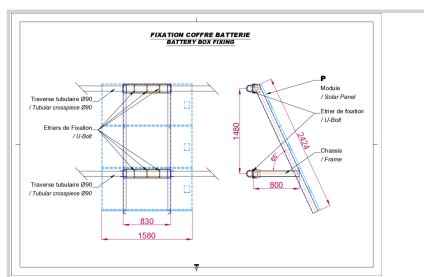 FIXATION COFFRE BATTERIE
BATTERY BOX FIXING
Traverse tubulaire Ø90
/ Tubular crosspiece Ø90
Etriers de Fixation
/ U-Bolt
Traverse tubulaire Ø90
/ Tubular crosspiece Ø90
830
1580
P
Module
/ Solar Panel
Etrier de fixation
/ U-Bolt
1480
2424
Chassis
/ Frame
65°
800